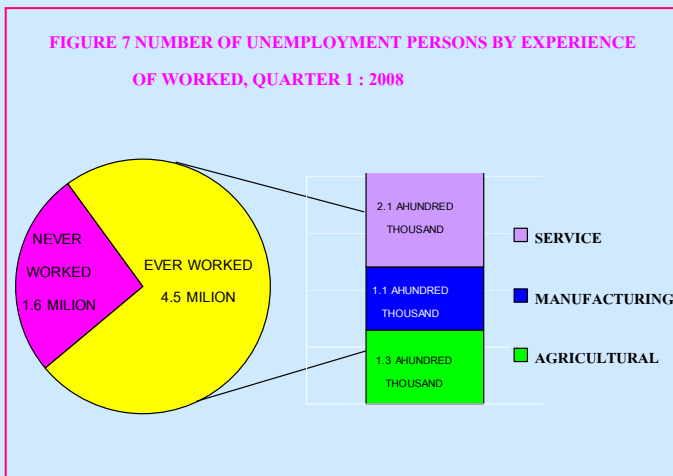 FIGURE 7 NUMBER OF UNEMPLOYMENT PERSONS BY EXPERIENCE
OF WORKED, QUARTER 1 : 2008
NEVER
WORKED
1.6 MILION
EVER WORKED
4.5 MILION
2.1 AHUNDRED
THOUSAND
1.1 AHUNDRED
THOUSAND
1.3 AHUNDRED
THOUSAND
SERVICE
MANUFACTURING
AGRICULTURAL